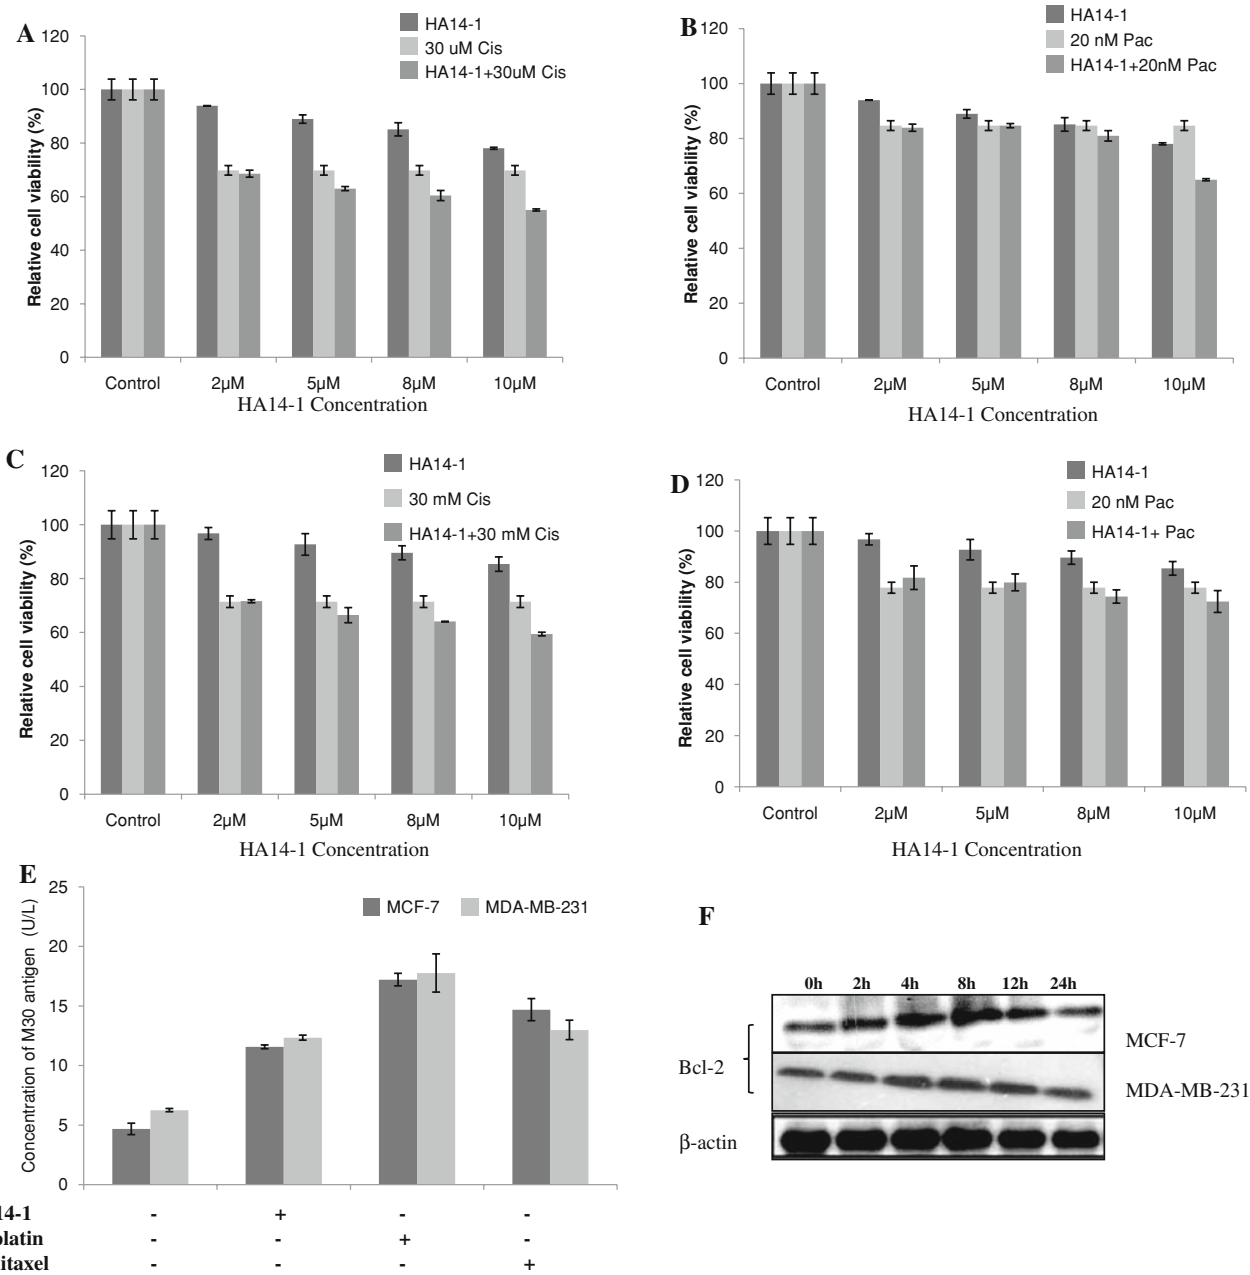 A
HA14-1
30 uM Cis
HA14-1+30uM Cis
120
100
80
60
40
20
0
Relative cell viability (%)
Control 2µM 5µM 8µM 10µM
HA14-1 Concentration
B
HA14-1
20 nM Pac
HA14-1+20nM Pac
120
100
80
60
40
20
0
Relative cell viability (%)
Control 2µM 5µM 8µM 10µM
HA14-1 Concentration
C
HA14-1
30 mM Cis
HA14-1+30 mM Cis
120
100
80
60
40
20
0
Relative cell viability (%)
Control 2µM 5µM 8µM 10µM
HA14-1 Concentration
D
HA14-1
20 nM Pac
HA14-1+ Pac
120
100
80
60
40
20
0
Relative cell viability (%)
Control 2µM 5µM 8µM 10µM
HA14-1 Concentration
E
MCF-7 MDA-MB-231
25
20
15
10
5
0
Concentration of M30 antigen (U/L)
14-1 - + - -
platin - - + -
litaxel - - - +
F
0h 2h 4h 8h 12h 24h
Bcl-2
MCF-7
MDA-MB-231
β-actin